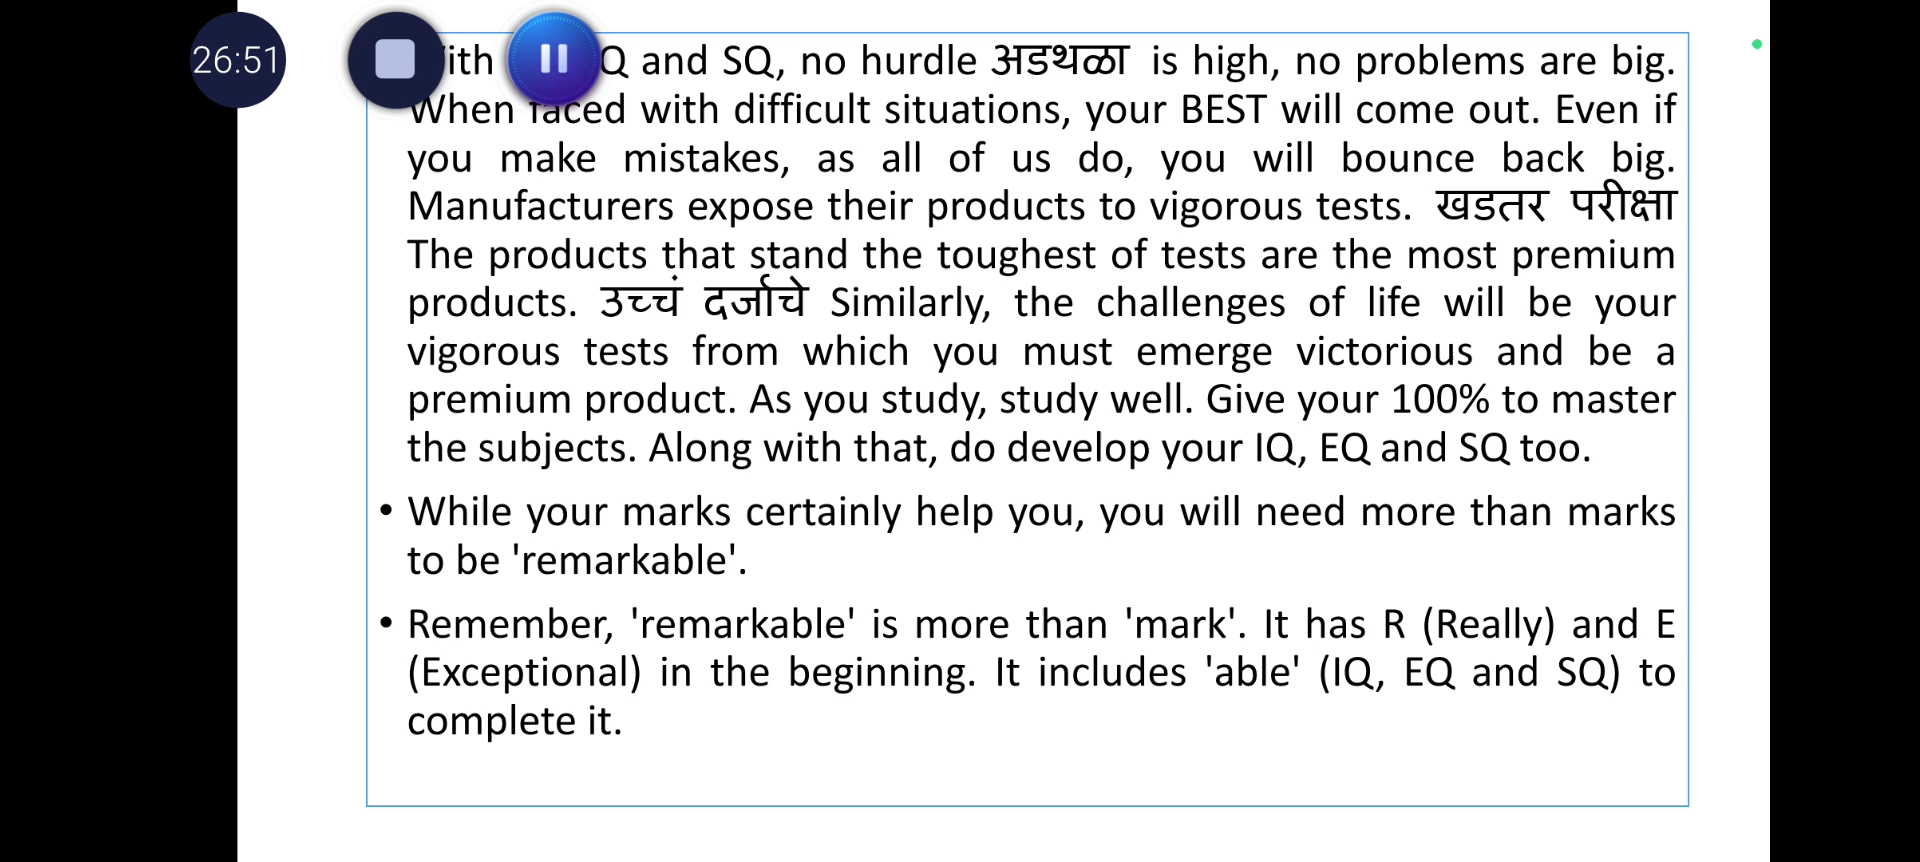 26:51
ith Q and SQ, no hurdle अडथळा is high, no problems are big.
When faced with difficult situations, your BEST will come out. Even if
you make mistakes, as all of us do, you will bounce back big.
Manufacturers expose their products to vigorous tests. खडतर परीक्षा
The products that stand the toughest of tests are the most premium
products. उच्चं दर्जाचे Similarly, the challenges of life will be your
vigorous tests from which you must emerge victorious and be a
premium product. As you study, study well. Give your 100% to master
the subjects. Along with that, do develop your IQ, EQ and SQ too.
• While your marks certainly help you, you will need more than marks
to be 'remarkable'.
• Remember, 'remarkable' is more than 'mark'. It has R (Really) and E
(Exceptional) in the beginning. It includes 'able' (IQ, EQ and SQ) to
complete it.